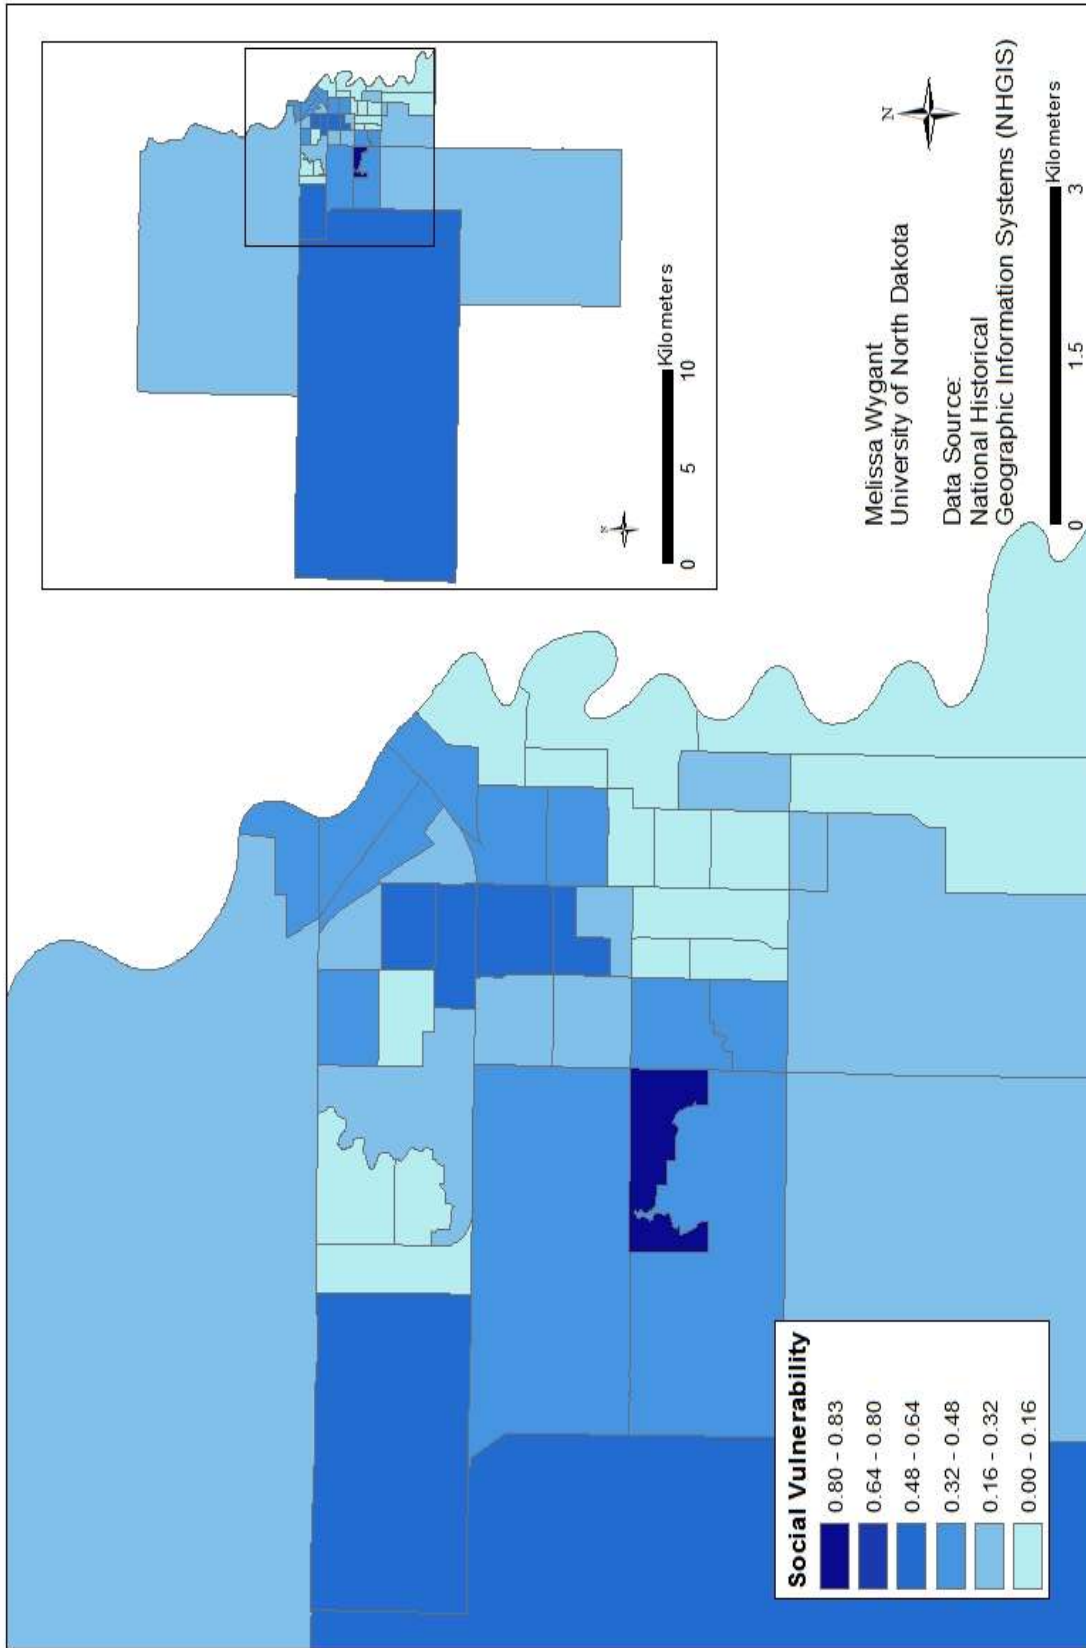 N
0
5
10
Kilometers
Melissa Wygant
University of North Dakota
Data Source:
National Historical
Geographic Information Systems (NHGIS)
N
0
1.5
3
Kilometers
Social Vulnerability
0.80 - 0.83
0.64 - 0.80
0.48 - 0.64
0.32 - 0.48
0.16 - 0.32
0.00 - 0.16